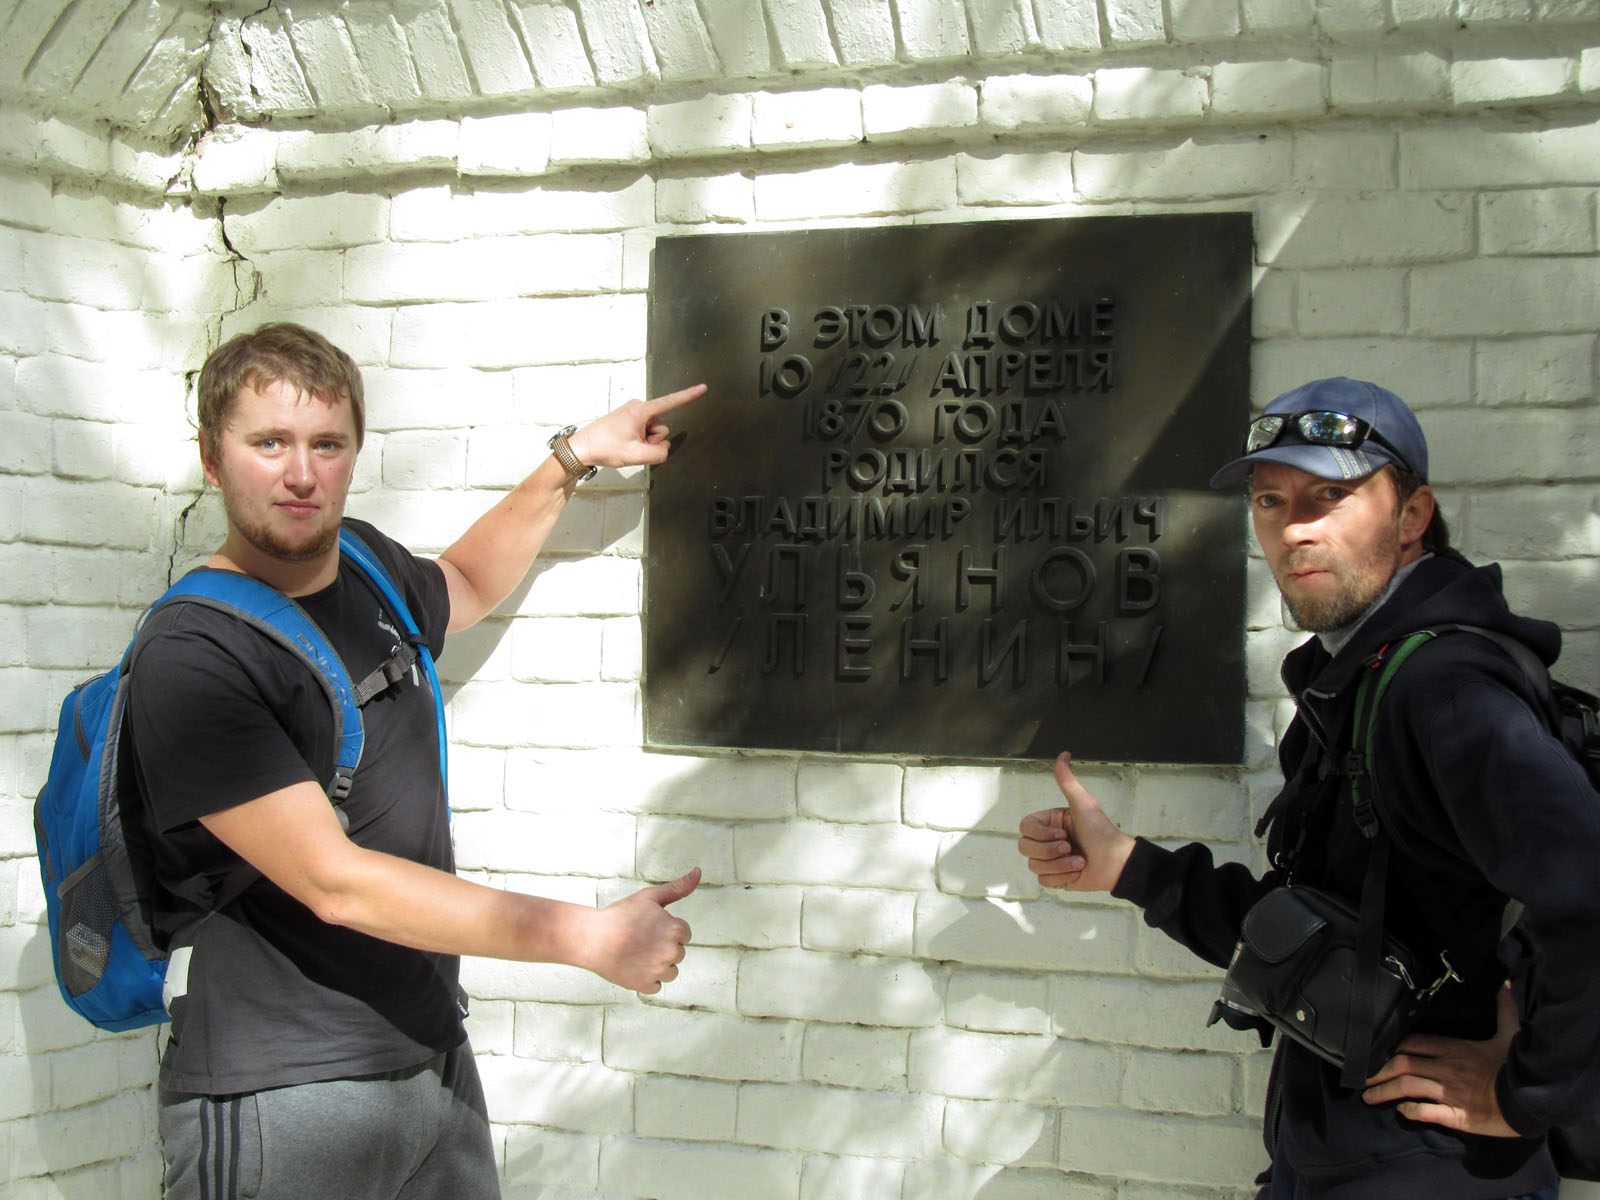 В ЭТОМ ДОМЕ
10 /22/ АПРЕЛЯ
1870 ГОДА
РОДИЛСЯ
ВЛАДИМИР ИЛЬИЧ
УЛЬЯНОВ
/ЛЕНИН/